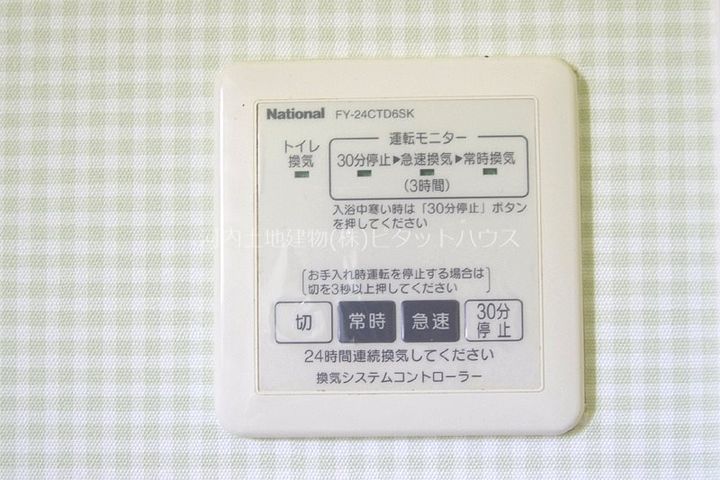 National FY-24CTD6SK
トイレ
換気
運転モニター
30分停止▶急速換気▶常時換気
(3時間)
入浴中寒い時は「30分停止」ボタン
を押してください
河内土地建物(株)ピタットハウス
お手入れ時運転を停止する場合は
切を3秒以上押してください
切 常時 急速 30分
停止
24時間連続換気してください
換気システムコントローラー